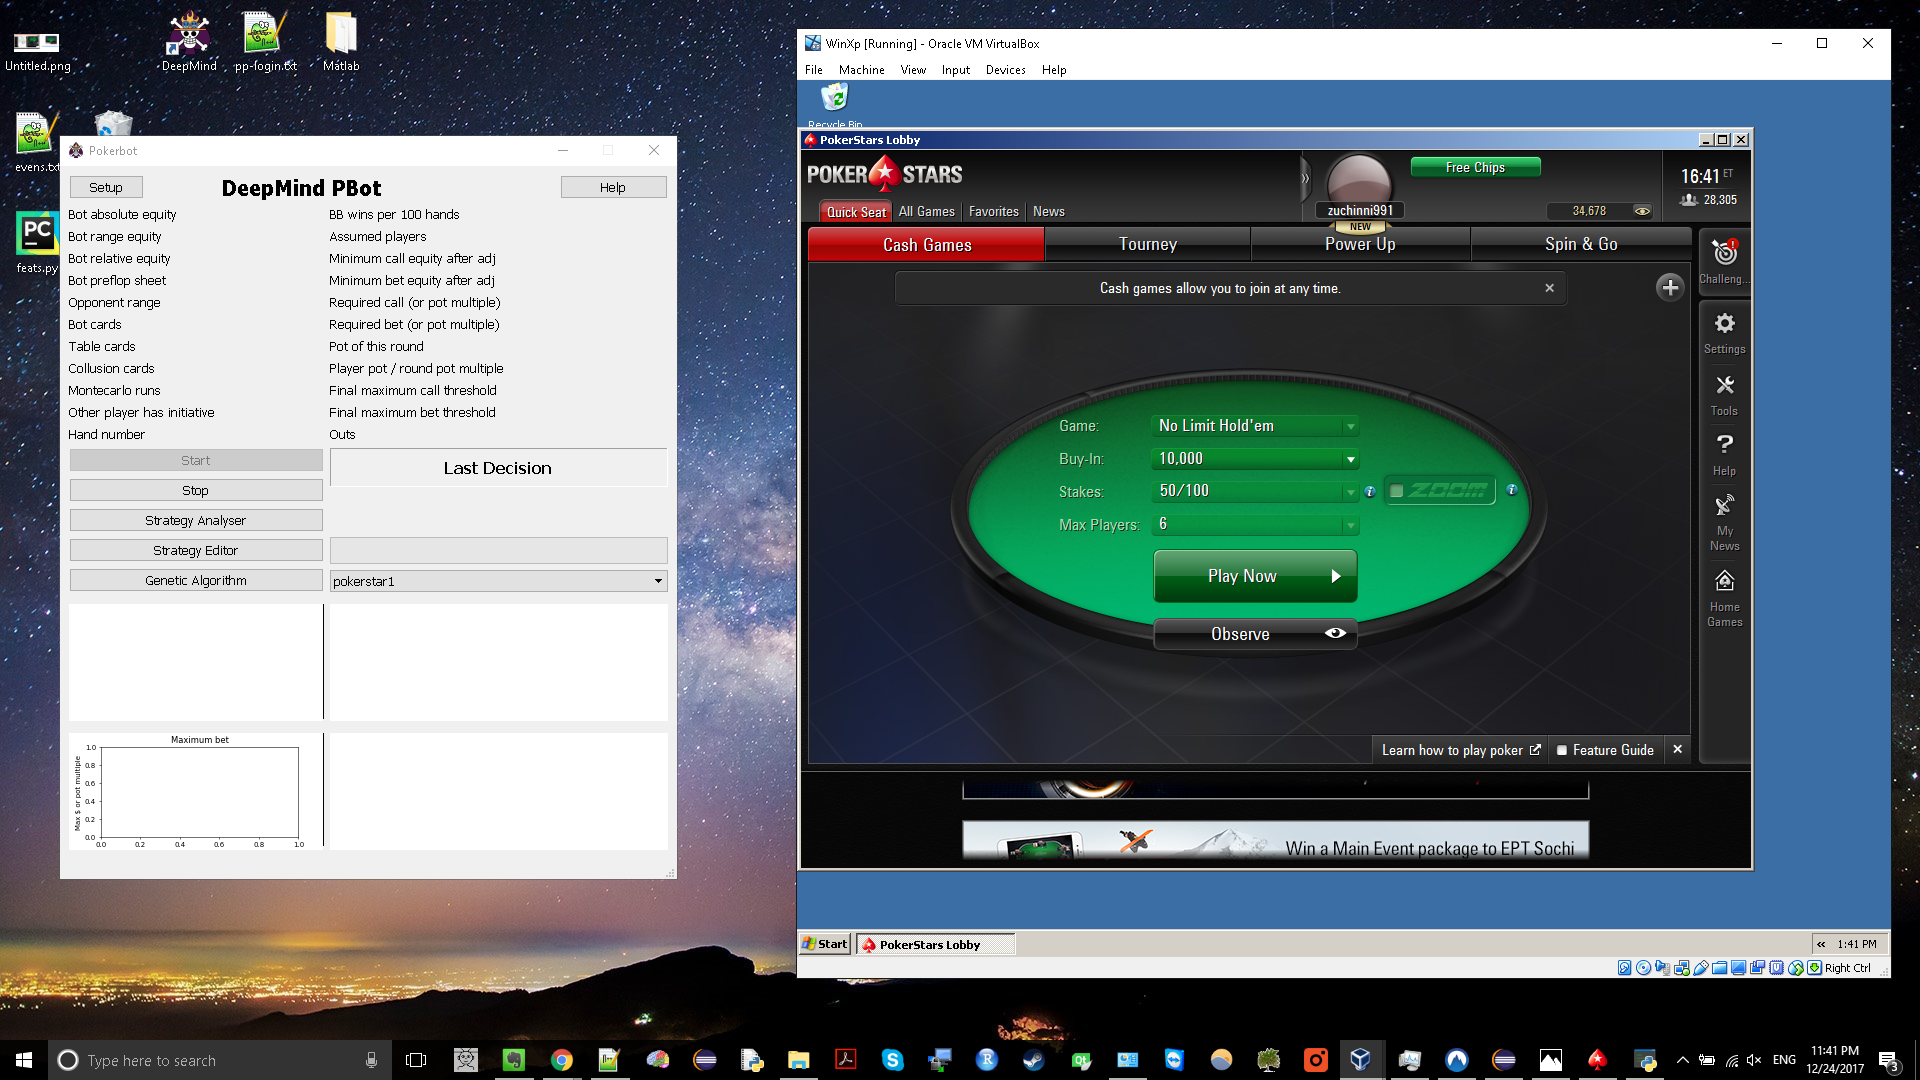 Untitled.png
DeepMind
pp-login.txt
Matlab
evens.txt
PC
feats.py
Pokerbot
Setup
DeepMind PBot
Help
Bot absolute equity
BB wins per 100 hands
Bot range equity
Assumed players
Bot relative equity
Minimum call equity after adj
Bot preflop sheet
Minimum bet equity after adj
Opponent range
Required call (or pot multiple)
Bot cards
Required bet (or pot multiple)
Table cards
Pot of this round
Collusion cards
Player pot / round pot multiple
Montecarlo runs
Final maximum call threshold
Other player has initiative
Final maximum bet threshold
Hand number
Outs
Start
Last Decision
Stop
Strategy Analyser
Strategy Editor
Genetic Algorithm
pokerstar1
Maximum bet
Max $ or pot multiple
1.0
0.8
0.6
0.4
0.2
0.0
0.0 0.2 0.4 0.6 0.8 1.0
WinXp [Running] - Oracle VM VirtualBox
File Machine View Input Devices Help
Recycle Bin
PokerStars Lobby
POKER STARS
Free Chips
16:41 ET
28,305
zuchinni991
34,678
Quick Seat All Games Favorites News
NEW
Cash Games Tourney Power Up Spin & Go
Cash games allow you to join at any time.
Challeng...
Settings
Tools
Help
My
News
Home
Games
Game: No Limit Hold'em
Buy-In: 10,000
Stakes: 50/100 ZOOM
Max Players: 6
Play Now
Observe
Learn how to play poker Feature Guide
Win a Main Event package to EPT Sochi
Start PokerStars Lobby « 1:41 PM
Right Ctrl
Type here to search
ENG
11:41 PM
12/24/2017
3